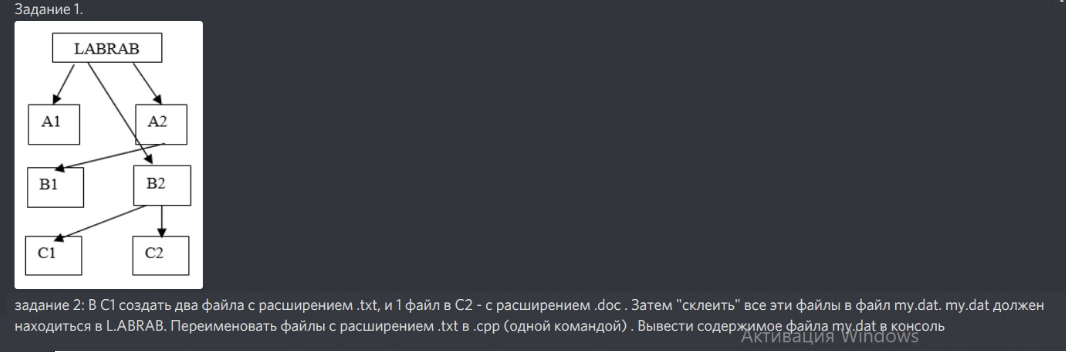 Задание 1.
LABRAB
A1 A2
B1 B2
C1 C2
задание 2: В С1 создать два файла с расширением .txt, и 1 файл в С2 - с расширением .doc . Затем "склеить" все эти файлы в файл my.dat. my.dat должен
находиться в L.ABRAB. Переименовать файлы с расширением .txt в .cpp (одной командой) . Вывести содержимое файла my.dat в консоль
Активация Windows